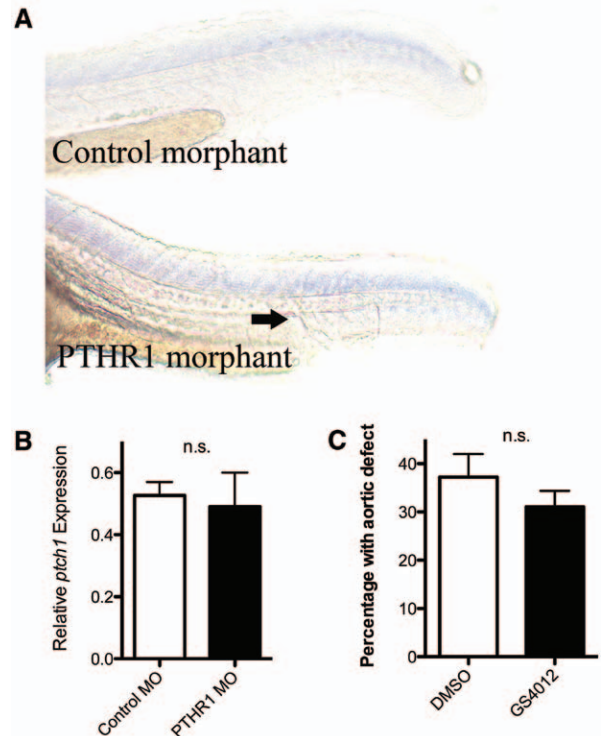 A
Control morphant
PTHR1 morphant
B
n.s.
Relative ptch1 Expression
0.6
0.4
0.2
0.0
Control MO
PTHR1 MO
C
n.s.
Percentage with aortic defect
40
30
20
10
0
DMSO
GS4012